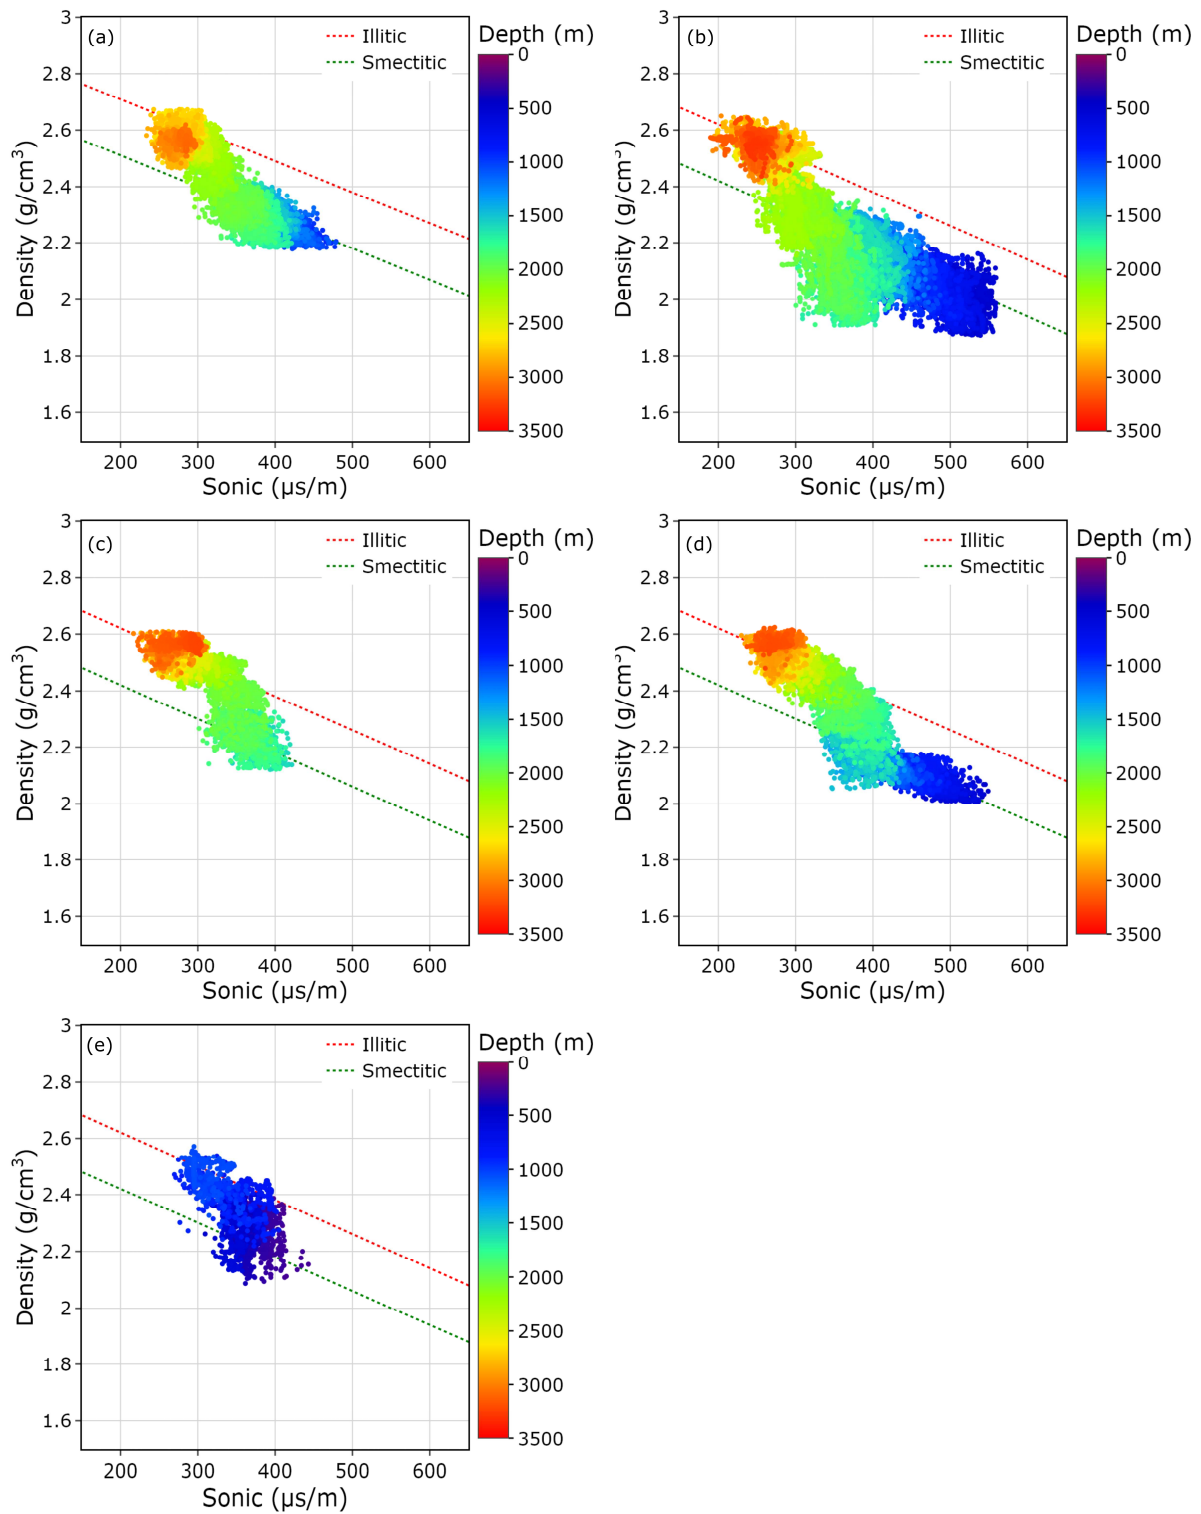 (a)
Illitic
Smectitic
Depth (m)
3
2.8
2.6
2.4
2.2
2
1.8
1.6
Density (g/cm³)
200 300 400 500 600
Sonic (μs/m)
0
500
1000
1500
2000
2500
3000
3500
(b)
Illitic
Smectitic
Depth (m)
3
2.8
2.6
2.4
2.2
2
1.8
1.6
Density (g/cm³)
200 300 400 500 600
Sonic (μs/m)
0
500
1000
1500
2000
2500
3000
3500
(c)
Illitic
Smectitic
Depth (m)
3
2.8
2.6
2.4
2.2
2
1.8
1.6
Density (g/cm³)
200 300 400 500 600
Sonic (μs/m)
0
500
1000
1500
2000
2500
3000
3500
(d)
Illitic
Smectitic
Depth (m)
3
2.8
2.6
2.4
2.2
2
1.8
1.6
Density (g/cm³)
200 300 400 500 600
Sonic (μs/m)
0
500
1000
1500
2000
2500
3000
3500
(e)
Illitic
Smectitic
Depth (m)
3
2.8
2.6
2.4
2.2
2
1.8
1.6
Density (g/cm³)
200 300 400 500 600
Sonic (μs/m)
0
500
1000
1500
2000
2500
3000
3500